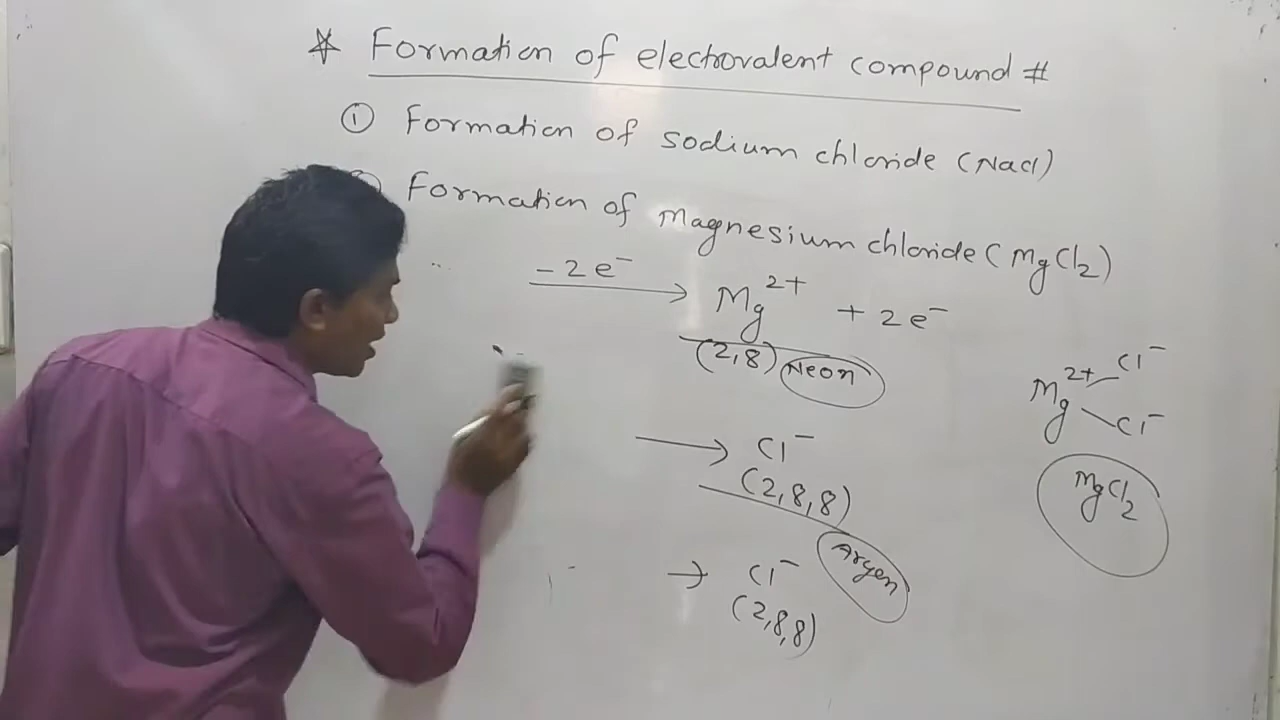 * Formation of electrovalent compound #
① Formation of sodium chloride (NaCl)
Formation of Magnesium chloride (MgCl₂)
-2e⁻ → Mg²⁺ + 2e⁻
(2,8) Neon
→ Cl⁻
(2,8,8)
Argen
→ Cl⁻
(2,8,8)
Mg²⁺ Cl⁻
Cl⁻
MgCl₂